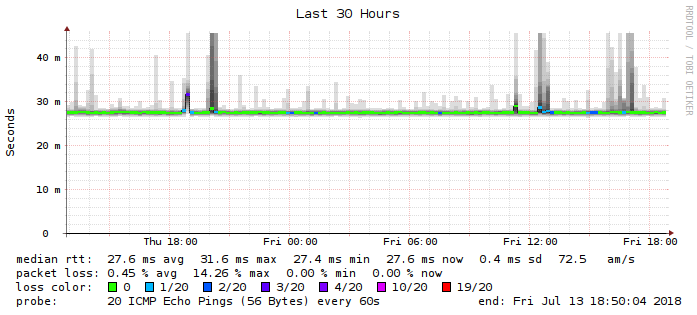 Last 30 Hours
RRDTOOL / TOBI OETIKER
Seconds
40 m
30 m
20 m
10 m
0
Thu 18:00 Fri 00:00 Fri 06:00 Fri 12:00 Fri 18:00
median rtt: 27.6 ms avg 31.6 ms max 27.4 ms min 27.6 ms now 0.4 ms sd 72.5 am/s
packet loss: 0.45 % avg 14.26 % max 0.00 % min 0.00 % now
loss color: 0 1/20 2/20 3/20 4/20 10/20 19/20
probe: 20 ICMP Echo Pings (56 Bytes) every 60s end: Fri Jul 13 18:50:04 2018